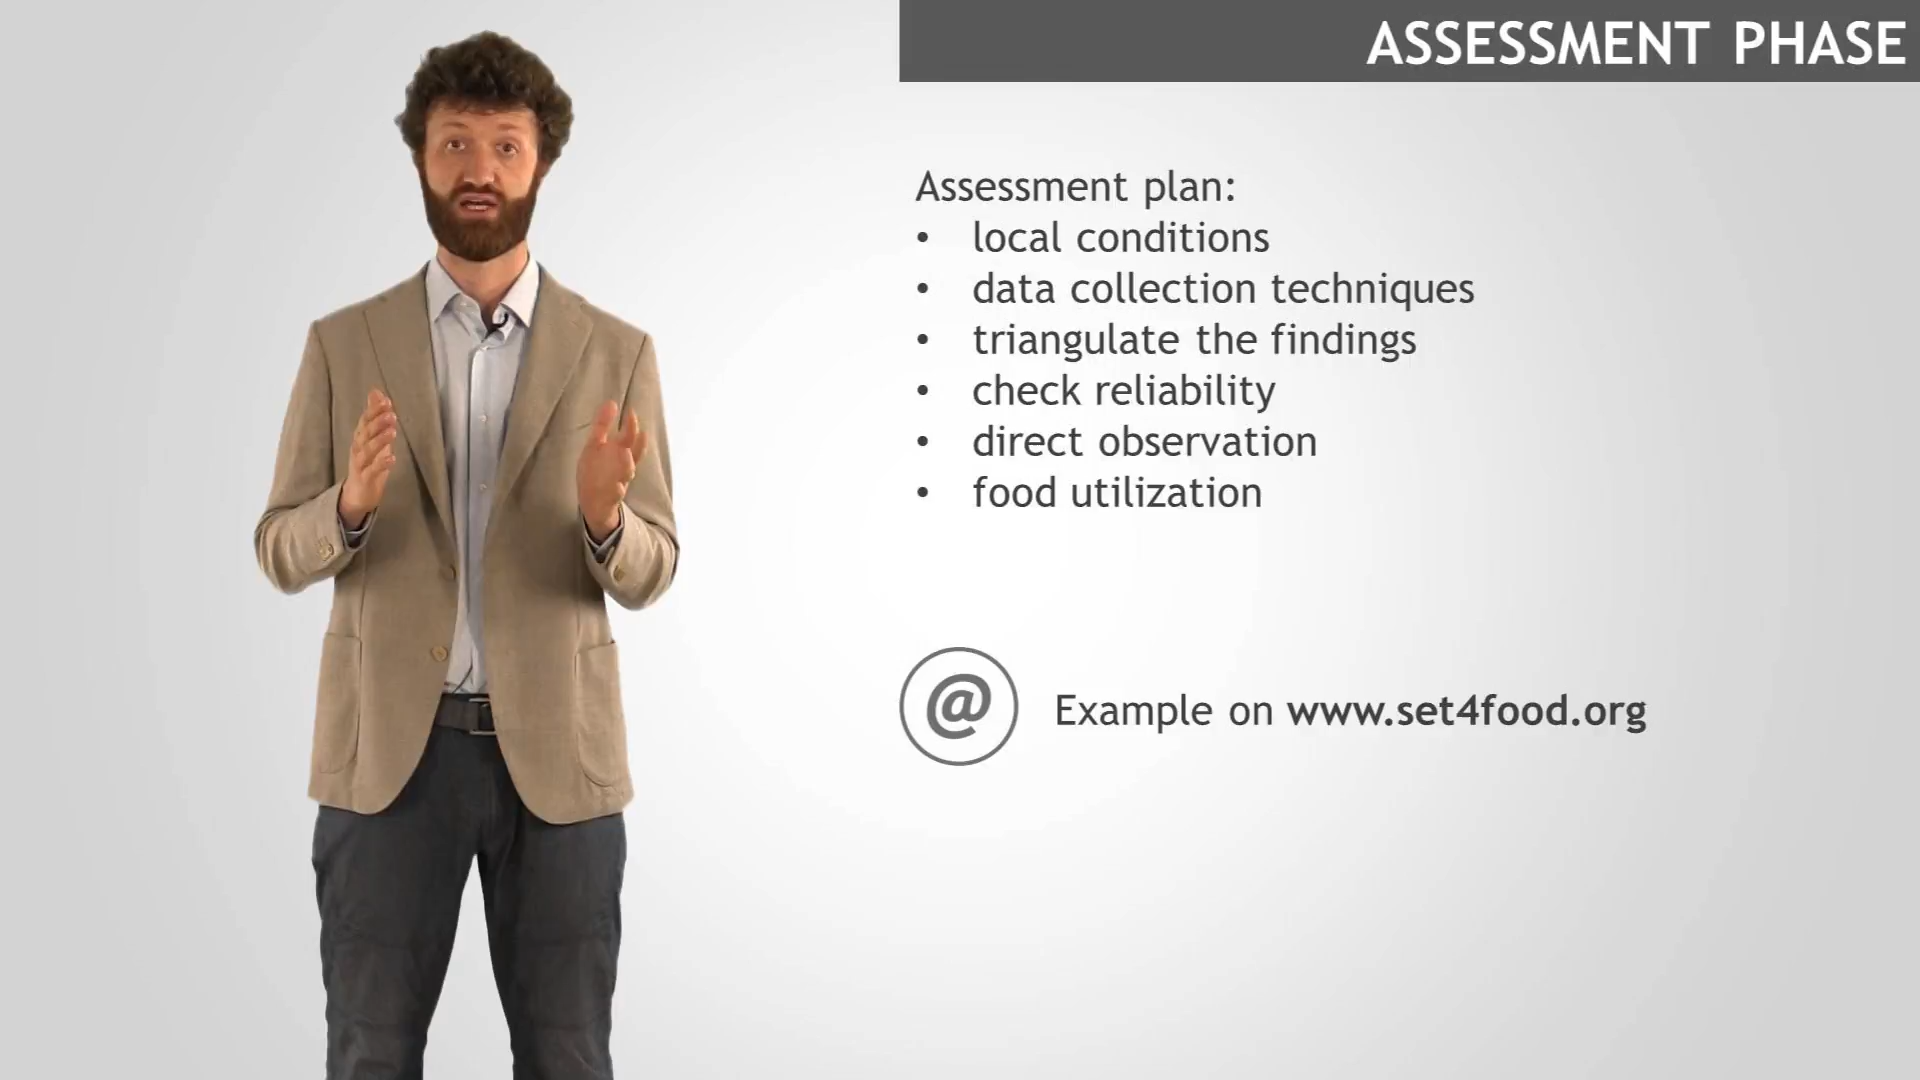 ASSESSMENT PHASE
Assessment plan:
• local conditions
• data collection techniques
• triangulate the findings
• check reliability
• direct observation
• food utilization
@ Example on www.set4food.org